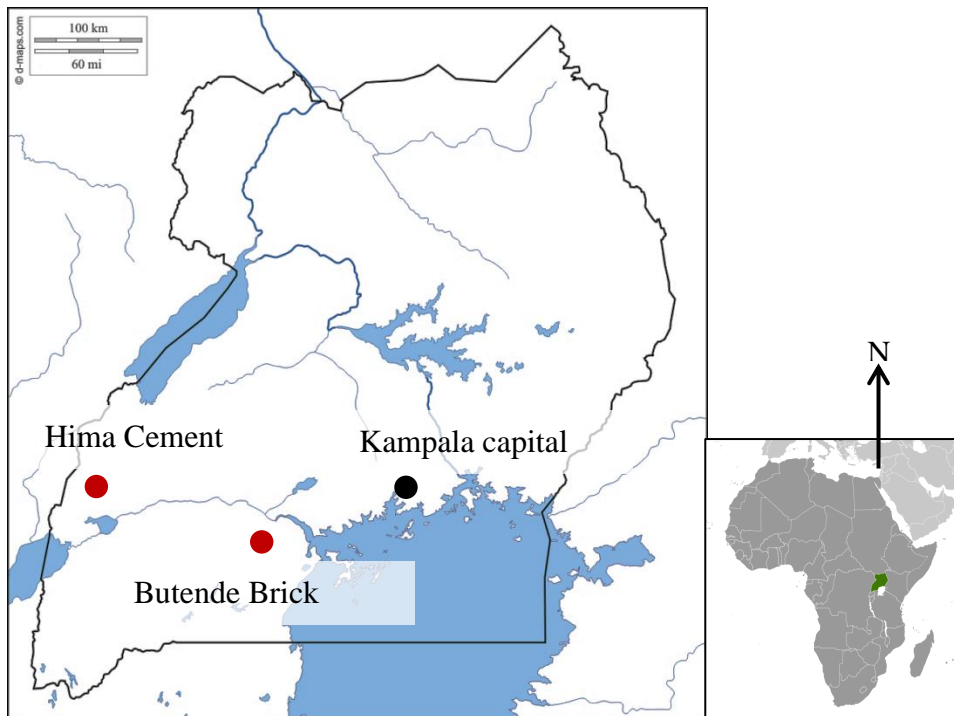 100 km
60 mi
© d-maps.com
N
Hima Cement
Kampala capital
Butende Brick